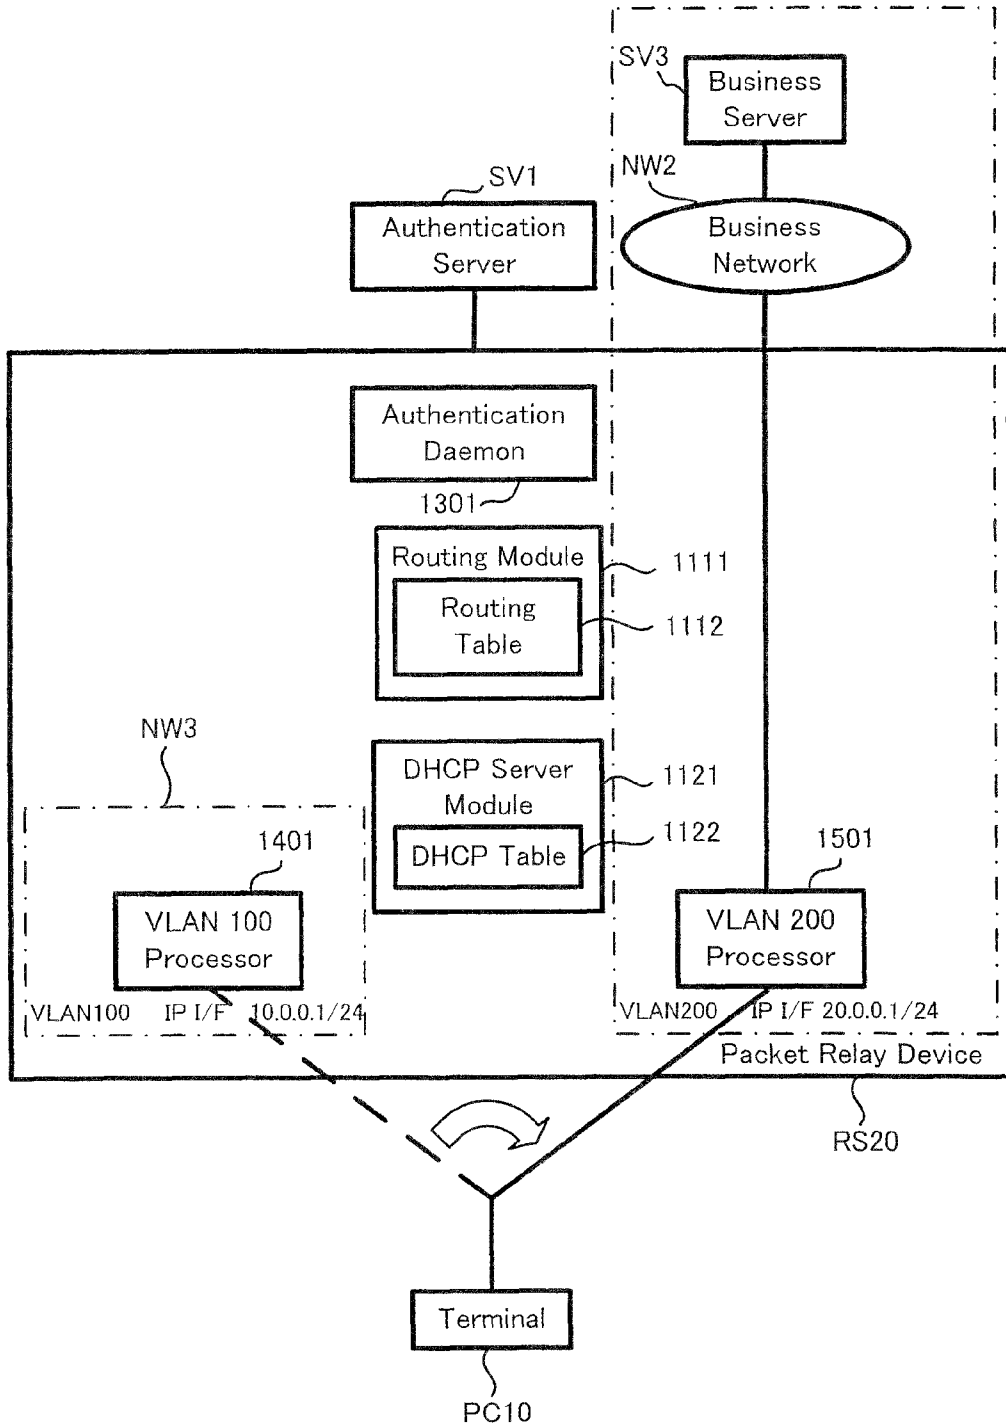 SV3
Business
Server
NW2
Business
Network
SV1
Authentication
Server
Authentication
Daemon
1301
Routing Module
1111
Routing
Table
1112
NW3
DHCP Server
Module
1121
DHCP Table
1122
1401
VLAN 100
Processor
1501
VLAN 200
Processor
VLAN100 IP I/F 10.0.0.1/24
VLAN200 IP I/F 20.0.0.1/24
Packet Relay Device
RS20
Terminal
PC10